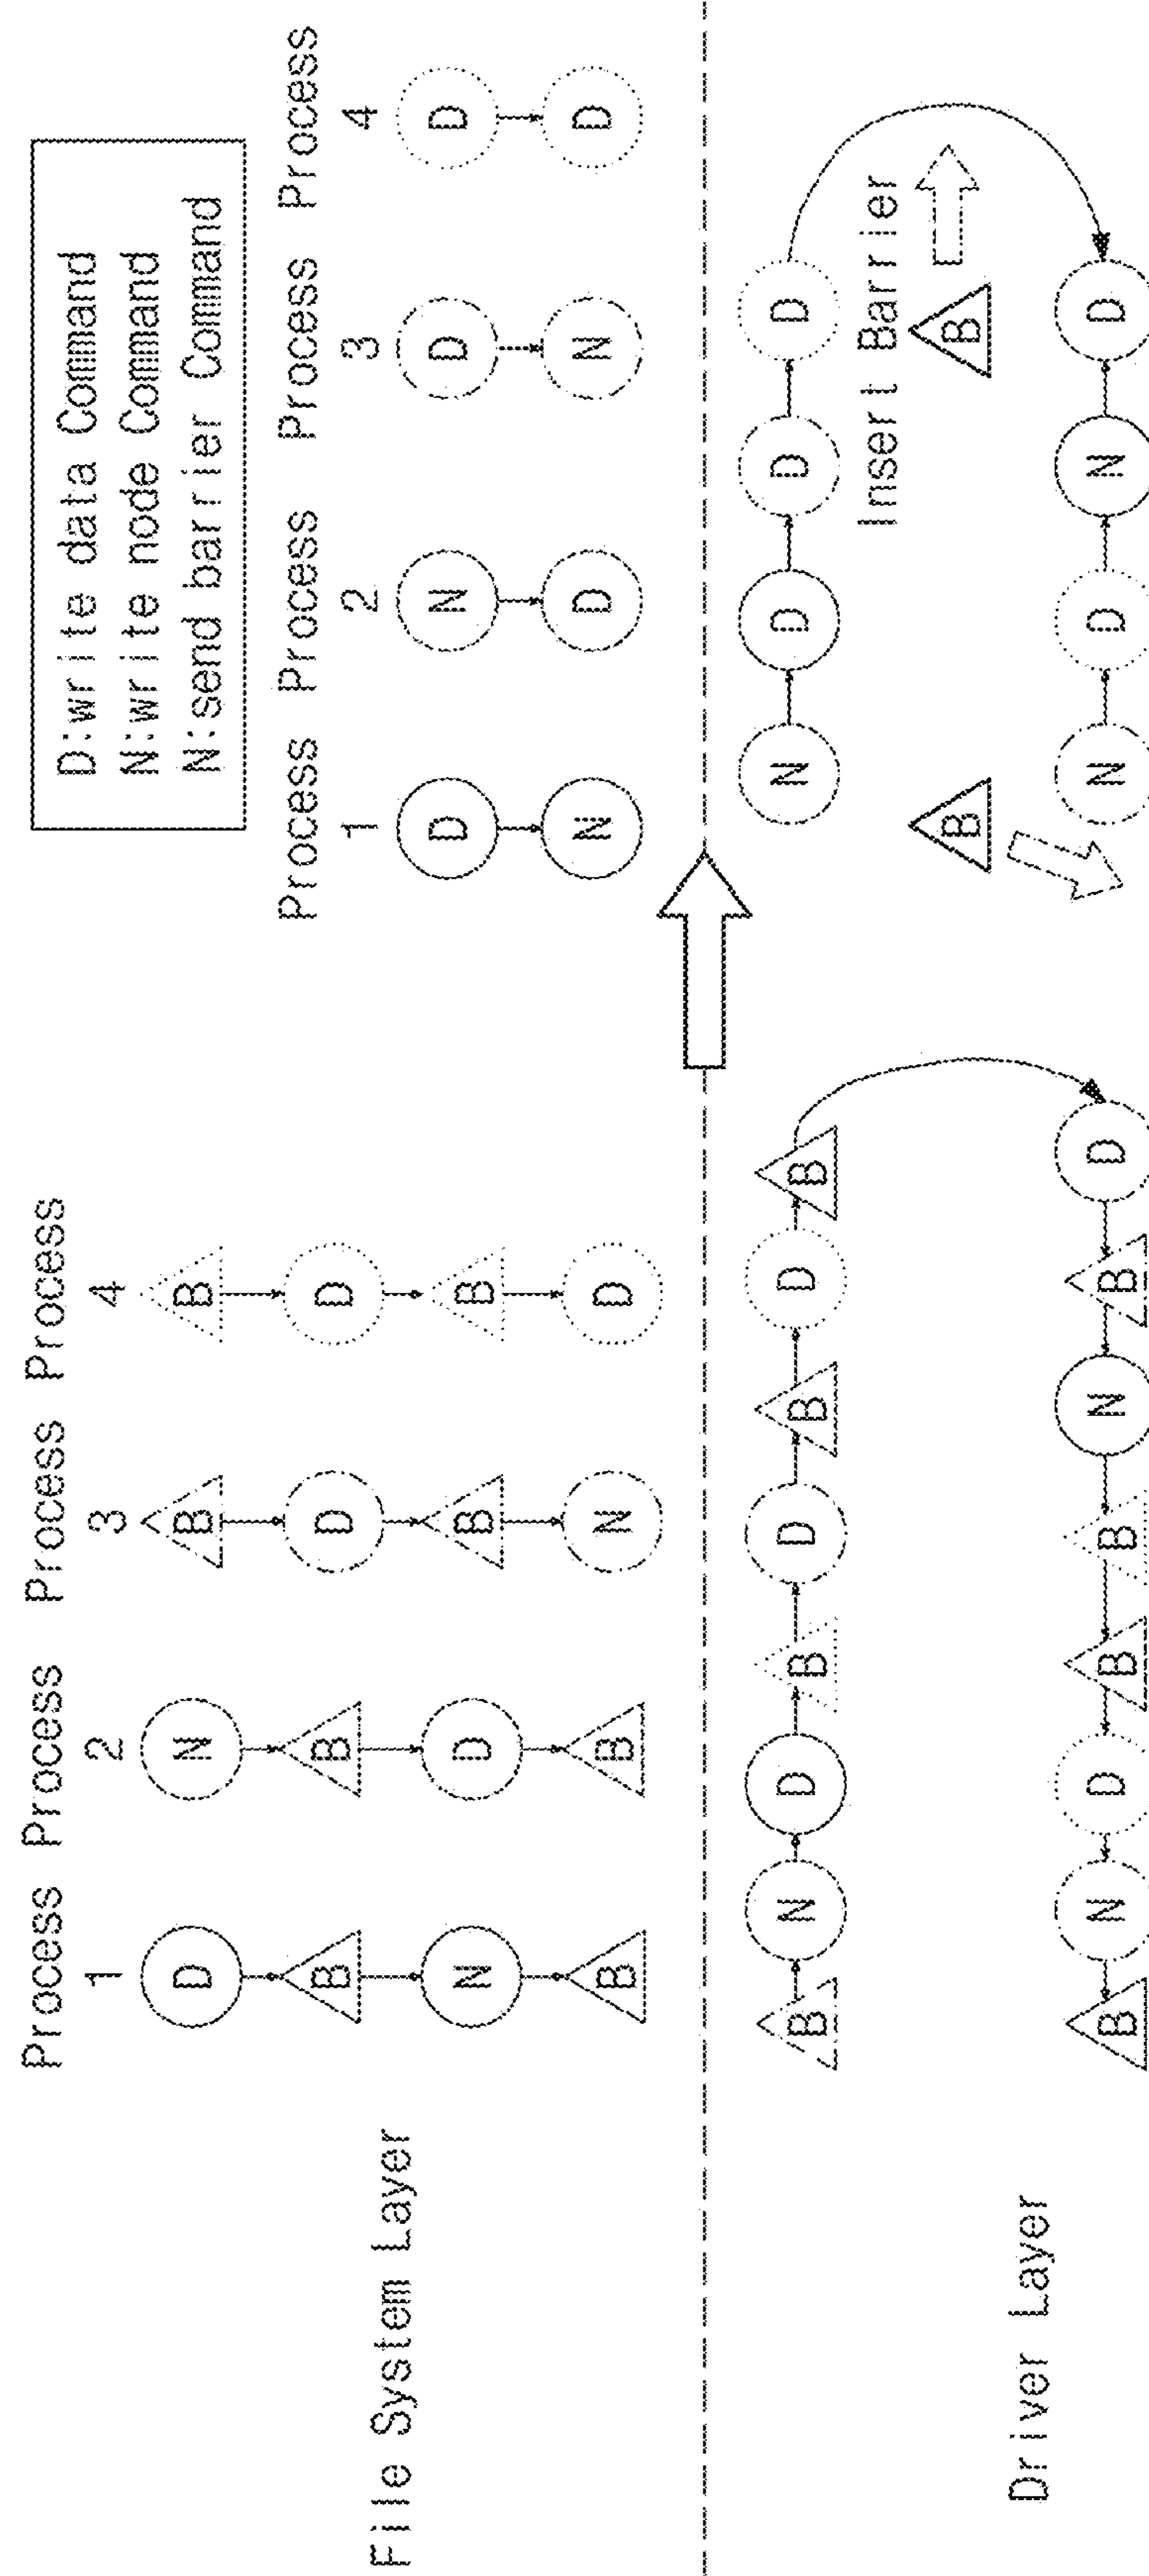 Process Process Process Process
1 2 3 4
D N B B
B B D D
File System Layer
N D B B
B B N D
D:write data Command
N:write node Command
N:send barrier Command
Process Process Process Process
1 2 3 4
D N D D
N D N D
B N D B D B D B
Driver Layer
B N D B B N B D
N D D D
Insert Barrier
B B
N D N D